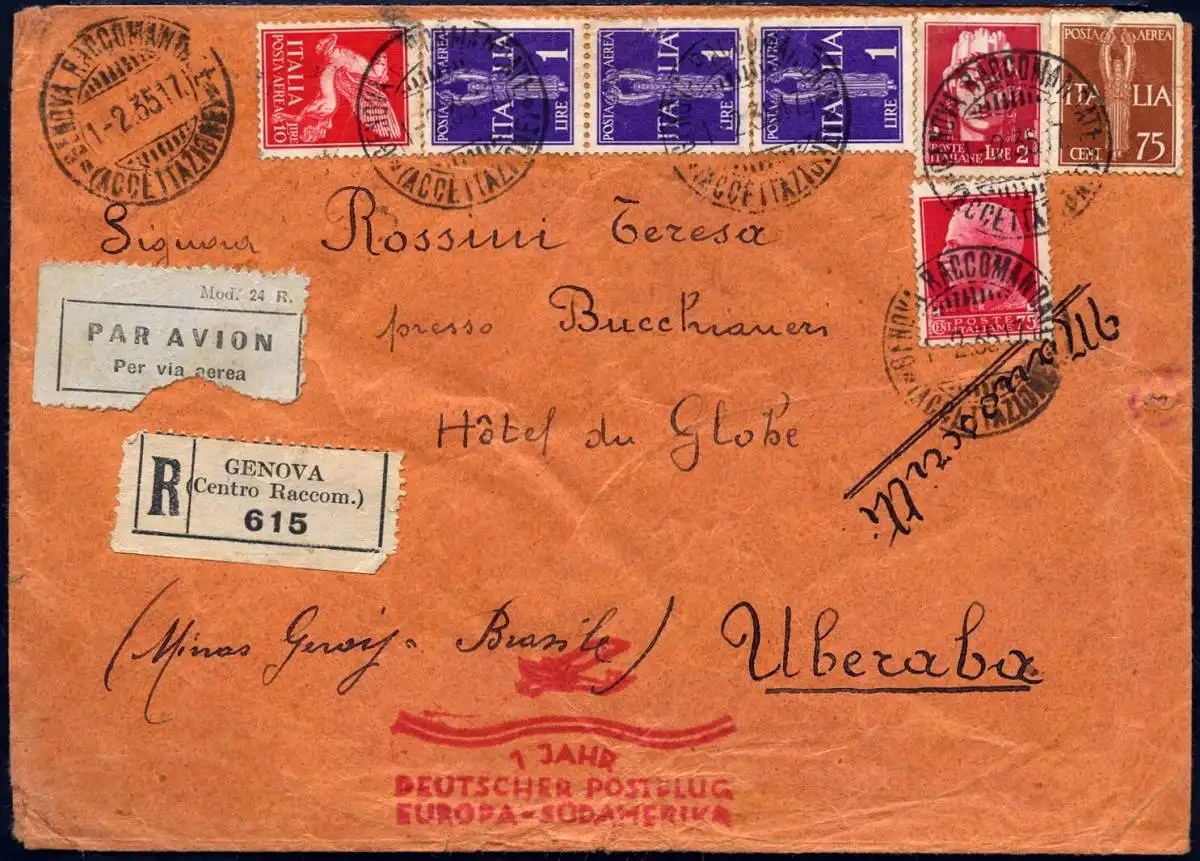 GENOVA RACCOMANDATE
1-2.35 17
(ACCETTAZIONE)
ITALIA
POSTA AEREA LIRE 10
POSTA AEREA
ITALIA
LIRE 1
POSTA AEREA
ITALIA
LIRE 1
POSTA AEREA
ITALIA
LIRE 1
POSTE
ITALIANE LIRE 2
POSTA AEREA
ITALIA
CENT. 75
POSTE
CENT. ITALIANE 75
Signora Rossini Teresa
presso Bucchianeri
Hôtel du Globe
Mod. 24 R.
PAR AVION
Per via aerea
R
GENOVA
(Centro Raccom.)
615
(Minas Geraijs - Brasile)
Uberaba
1 JAHR
DEUTSCHER POSTFLUG
EUROPA-SÜDAMERIKA